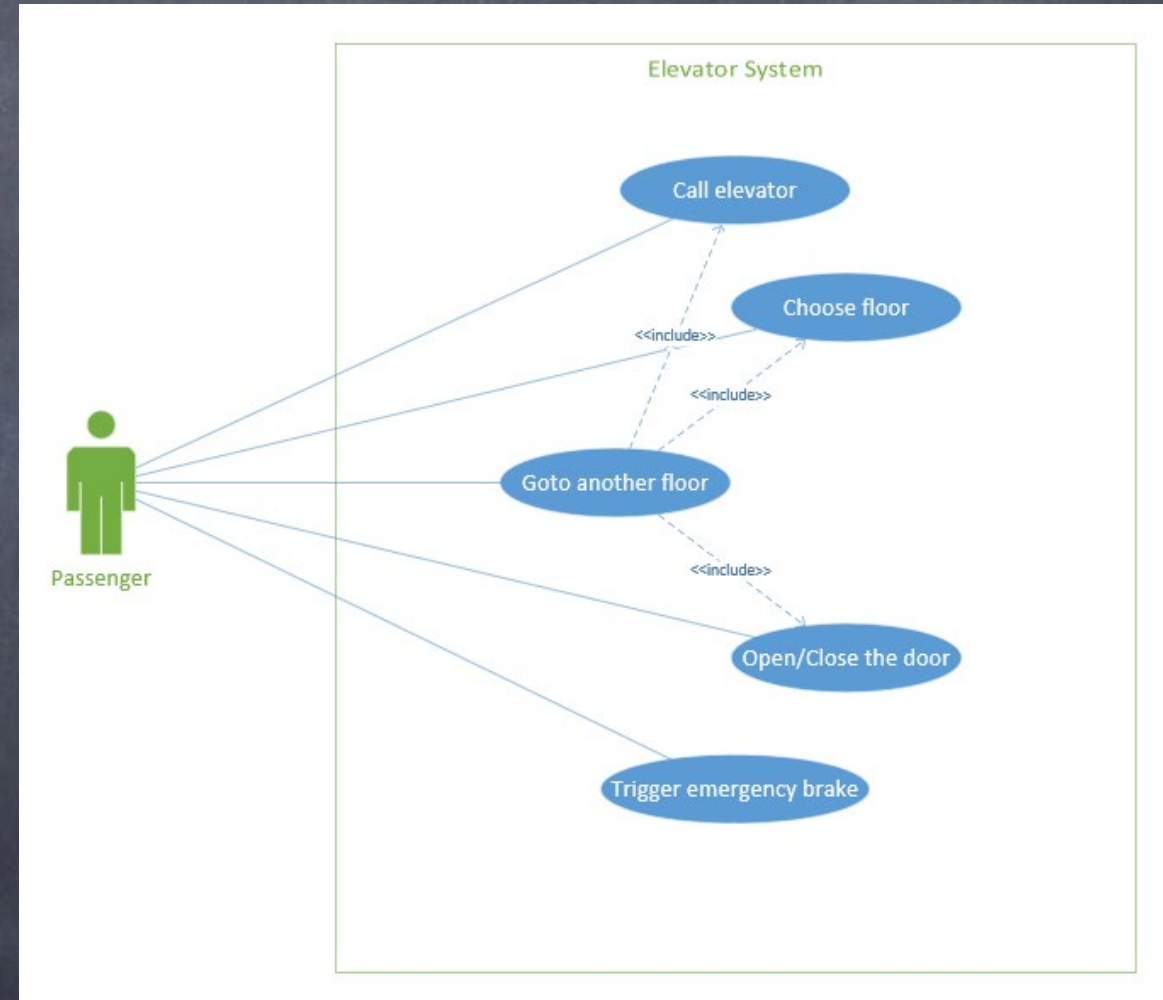 Elevator System
Call elevator
Choose floor
<<include>>
<<include>>
Goto another floor
<<include>>
Passenger
Open/Close the door
Trigger emergency brake